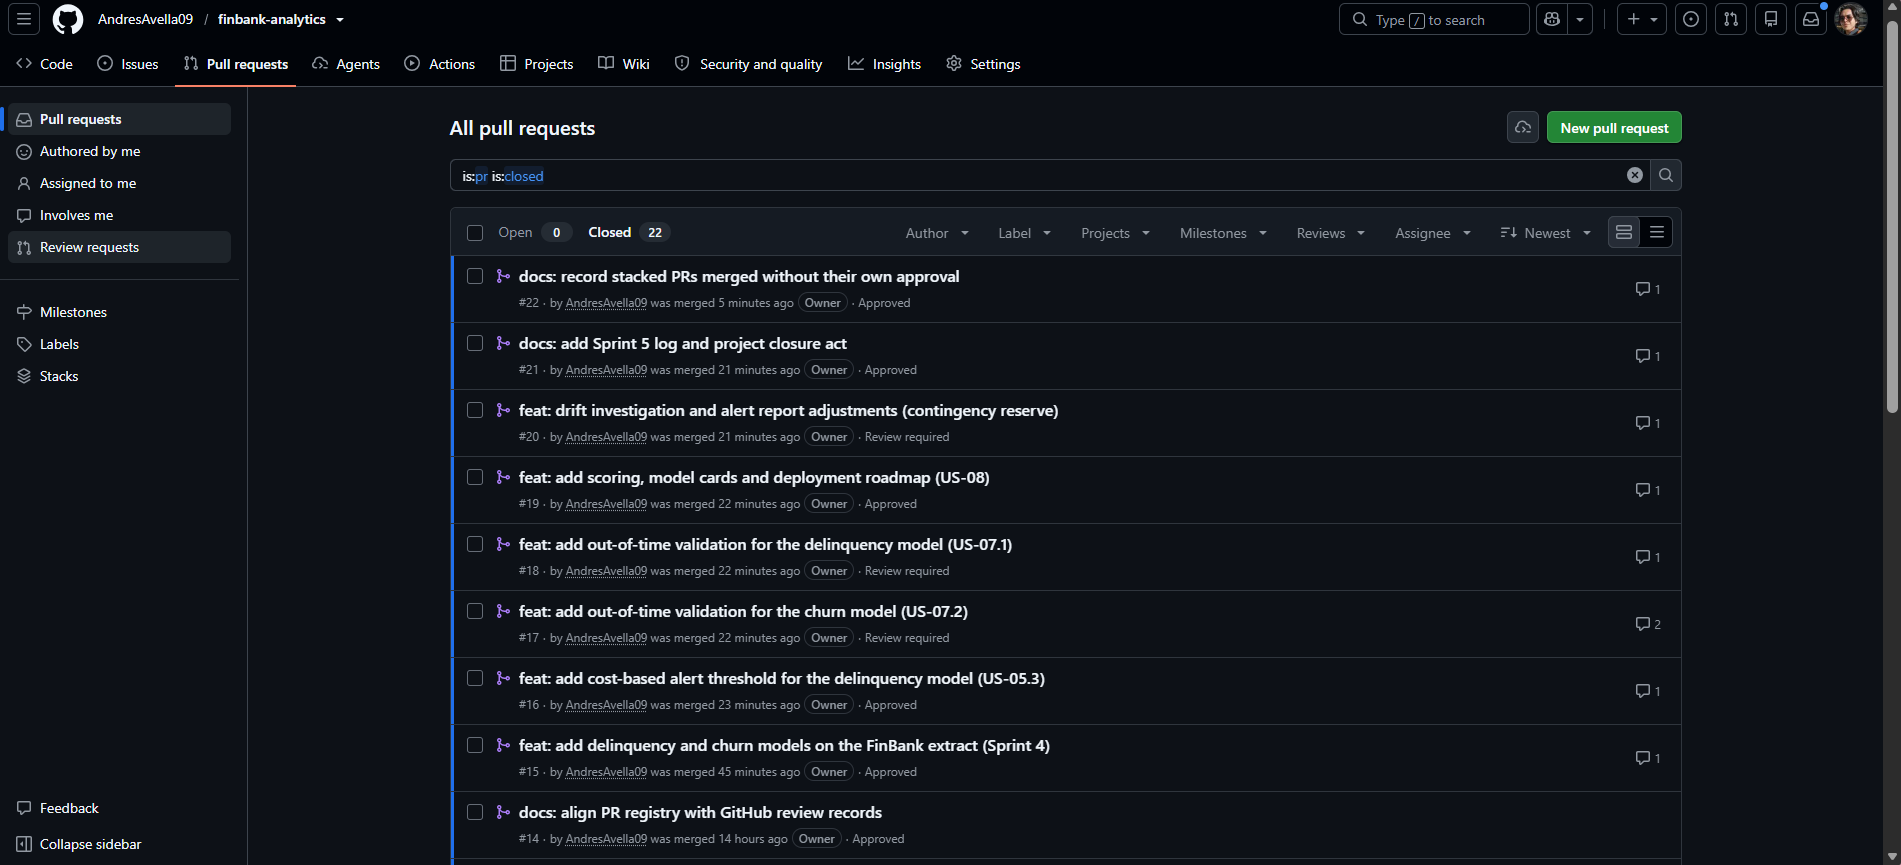 AndresAvella09 / finbank-analytics
Type / to search
Code Issues Pull requests Agents Actions Projects Wiki Security and quality Insights Settings
Pull requests
Authored by me
Assigned to me
Involves me
Review requests
Milestones
Labels
Stacks
Feedback
Collapse sidebar
All pull requests
New pull request
is:pr is:closed
Open 0 Closed 22 Author Label Projects Milestones Reviews Assignee Newest
docs: record stacked PRs merged without their own approval
#22 · by AndresAvella09 was merged 5 minutes ago Owner · Approved
1
docs: add Sprint 5 log and project closure act
#21 · by AndresAvella09 was merged 21 minutes ago Owner · Approved
1
feat: drift investigation and alert report adjustments (contingency reserve)
#20 · by AndresAvella09 was merged 21 minutes ago Owner · Review required
1
feat: add scoring, model cards and deployment roadmap (US-08)
#19 · by AndresAvella09 was merged 22 minutes ago Owner · Approved
1
feat: add out-of-time validation for the delinquency model (US-07.1)
#18 · by AndresAvella09 was merged 22 minutes ago Owner · Review required
1
feat: add out-of-time validation for the churn model (US-07.2)
#17 · by AndresAvella09 was merged 22 minutes ago Owner · Review required
2
feat: add cost-based alert threshold for the delinquency model (US-05.3)
#16 · by AndresAvella09 was merged 23 minutes ago Owner · Approved
1
feat: add delinquency and churn models on the FinBank extract (Sprint 4)
#15 · by AndresAvella09 was merged 45 minutes ago Owner · Approved
1
docs: align PR registry with GitHub review records
#14 · by AndresAvella09 was merged 14 hours ago Owner · Approved